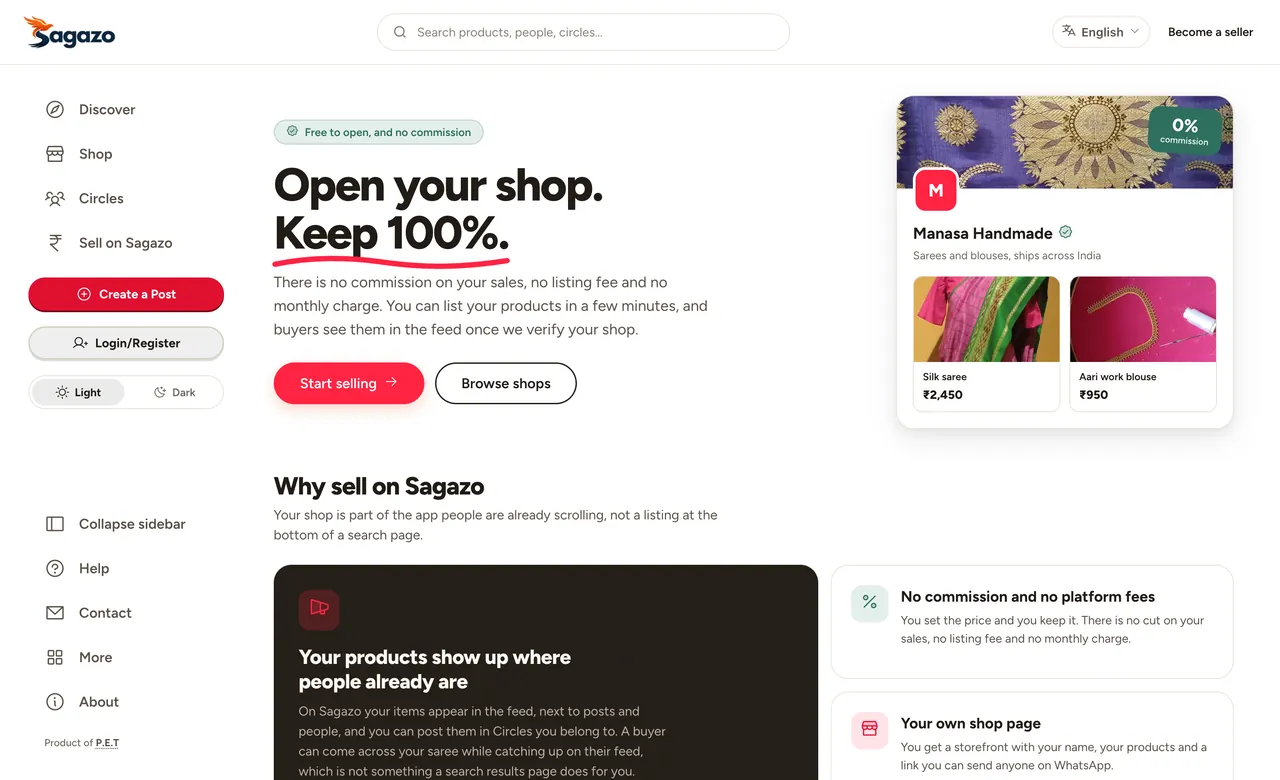 Sagazo
Search products, people, circles...
English
Become a seller
Discover
Shop
Circles
Sell on Sagazo
Create a Post
Login/Register
Light
Dark
Collapse sidebar
Help
Contact
More
About
Product of P.E.T
Free to open, and no commission
Open your shop.
Keep 100%.
There is no commission on your sales, no listing fee and no
monthly charge. You can list your products in a few minutes, and
buyers see them in the feed once we verify your shop.
Start selling
Browse shops
0%
commission
M
Manasa Handmade
Sarees and blouses, ships across India
Silk saree
₹2,450
Aari work blouse
₹950
Why sell on Sagazo
Your shop is part of the app people are already scrolling, not a listing at the
bottom of a search page.
Your products show up where
people already are
On Sagazo your items appear in the feed, next to posts and
people, and you can post them in Circles you belong to. A buyer
can come across your saree while catching up on their feed,
which is not something a search results page does for you.
No commission and no platform fees
You set the price and you keep it. There is no cut on your
sales, no listing fee and no monthly charge.
Your own shop page
You get a storefront with your name, your products and a
link you can send anyone on WhatsApp.